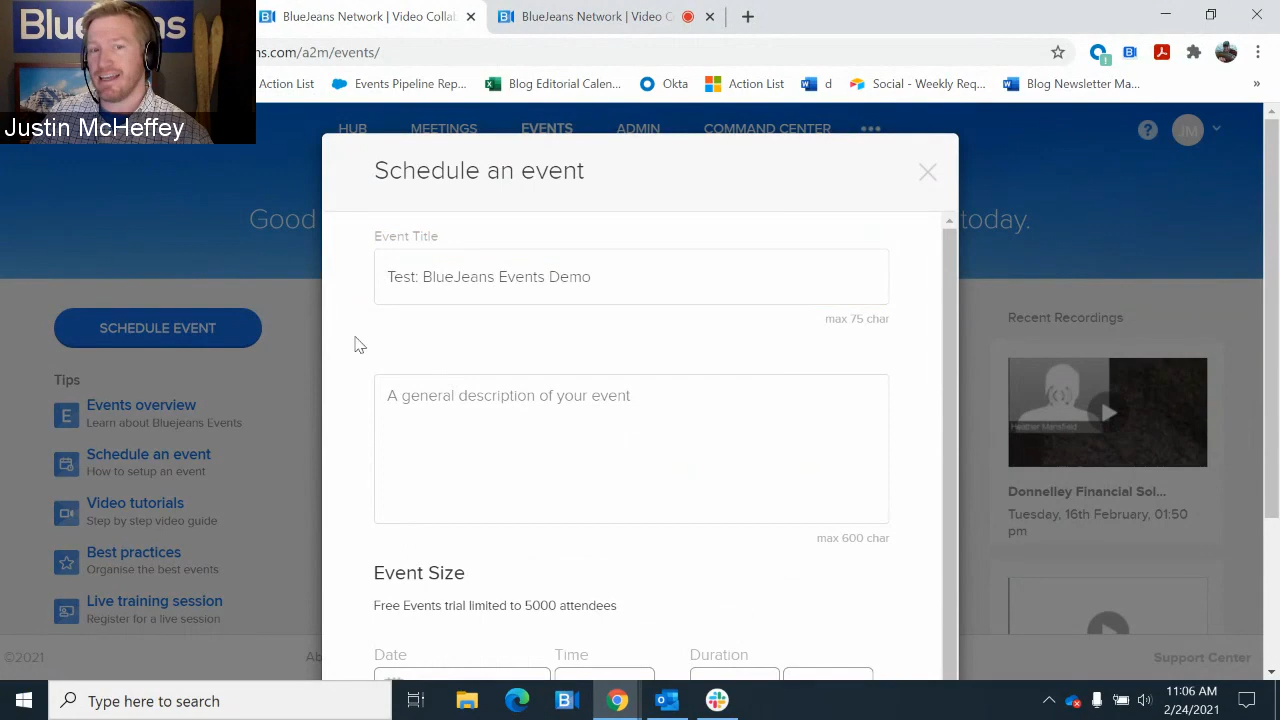 BlueJeans
Justin McHeffey
BlueJeans Network | Video Collab
BlueJeans Network | Video C
ns.com/a2m/events/
1
Action List
Events Pipeline Rep...
Blog Editorial Calen...
Okta
Action List
d
Social - Weekly Req...
Blog Newsletter Ma...
»
HUB
MEETINGS
EVENTS
ADMIN
COMMAND CENTER
?
JM
Good
today.
Schedule an event
Event Title
Test: BlueJeans Events Demo
max 75 char
A general description of your event
max 600 char
Event Size
Free Events trial limited to 5000 attendees
Date
Time
Duration
SCHEDULE EVENT
Tips
E
Events overview
Learn about Bluejeans Events
Schedule an event
How to setup an event
Video tutorials
Step by step video guide
Best practices
Organise the best events
Live training session
Register for a live session
Recent Recordings
Heather Mansfield
Donnelley Financial Sol...
Tuesday, 16th February, 01:50
pm
©2021
Ab
Support Center
Type here to search
11:06 AM
2/24/2021